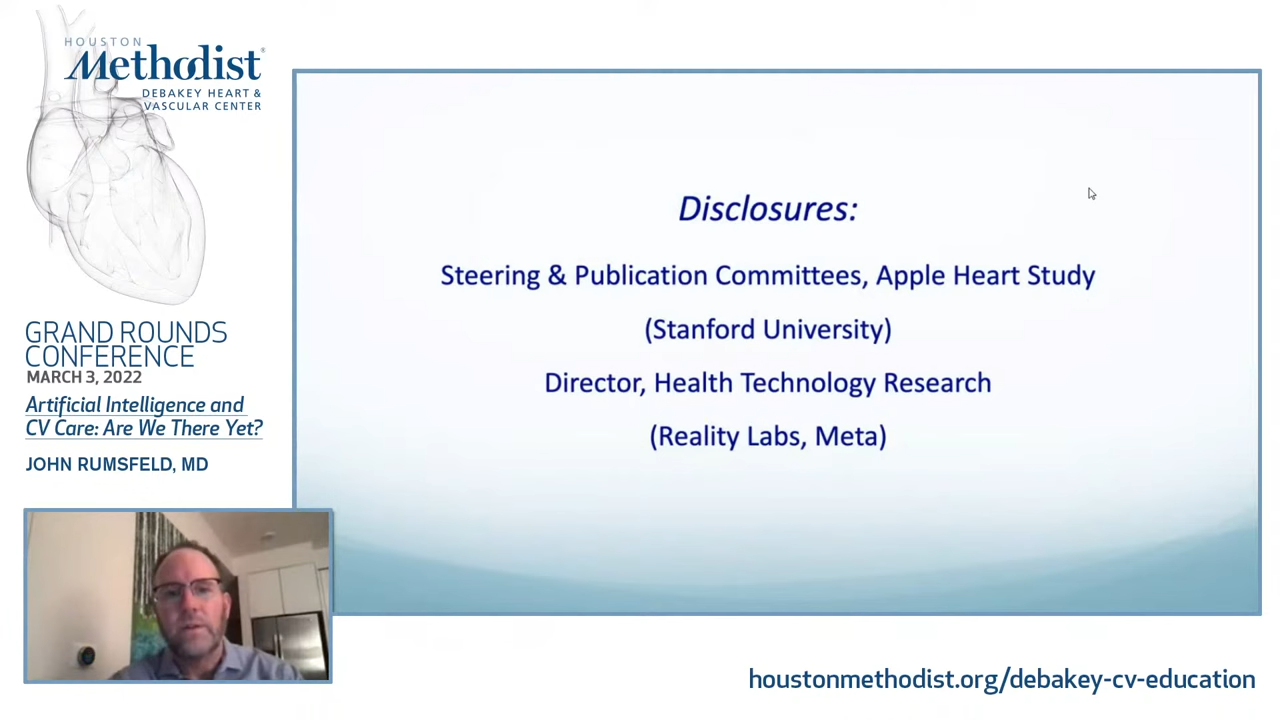 HOUSTON
Methodist®
DEBAKEY HEART &
VASCULAR CENTER
GRAND ROUNDS
CONFERENCE
MARCH 3, 2022
Artificial Intelligence and
CV Care: Are We There Yet?
JOHN RUMSFELD, MD
Disclosures:
Steering & Publication Committees, Apple Heart Study
(Stanford University)
Director, Health Technology Research
(Reality Labs, Meta)
houstonmethodist.org/debakey-cv-education